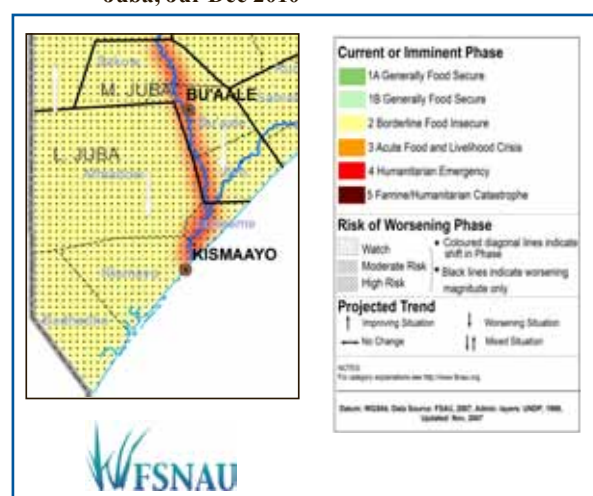 Juba, Jul-Dec 2010
M. JUBA
BU'AALE
L. JUBA
KISMAAYO
FSNAU
Current or Imminent Phase
1A Generally Food Secure
1B Generally Food Secure
2 Borderline Food Insecure
3 Acute Food and Livelihood Crisis
4 Humanitarian Emergency
5 Famine/Humanitarian Catastrophe
Risk of Worsening Phase
Watch
Moderate Risk
High Risk
• Coloured diagonal lines indicate
shift in Phase
• Black lines indicate worsening
magnitude only
Projected Trend
Improving Situation
Worsening Situation
No Change
Mixed Situation
NOTES
For category explanations see http://www.fsnau.org
Datum: WGS84, Data Source: FSAU, 2007, Admin. layers: UNDP, 1998,
Updated: Nov, 2007